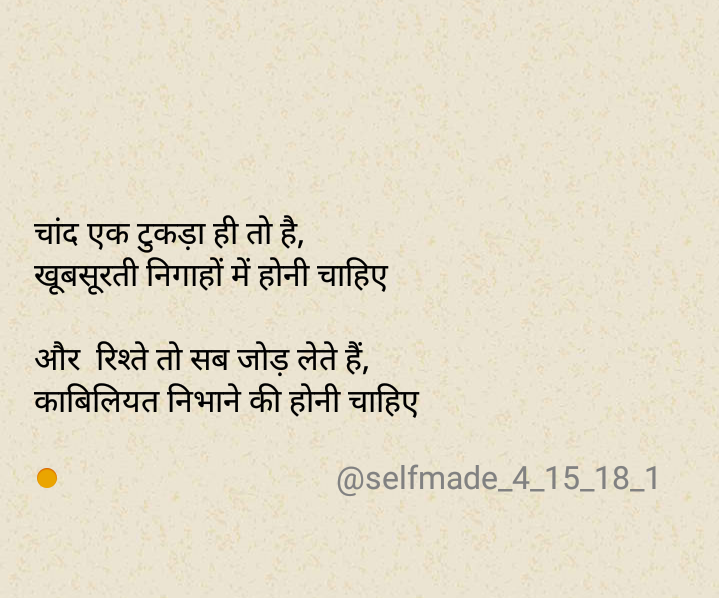 चांद एक टुकड़ा ही तो है,
खूबसूरती निगाहों में होनी चाहिए
और  रिश्ते तो सब जोड़ लेते हैं,
काबिलियत निभाने की होनी चाहिए
@selfmade_4_15_18_1